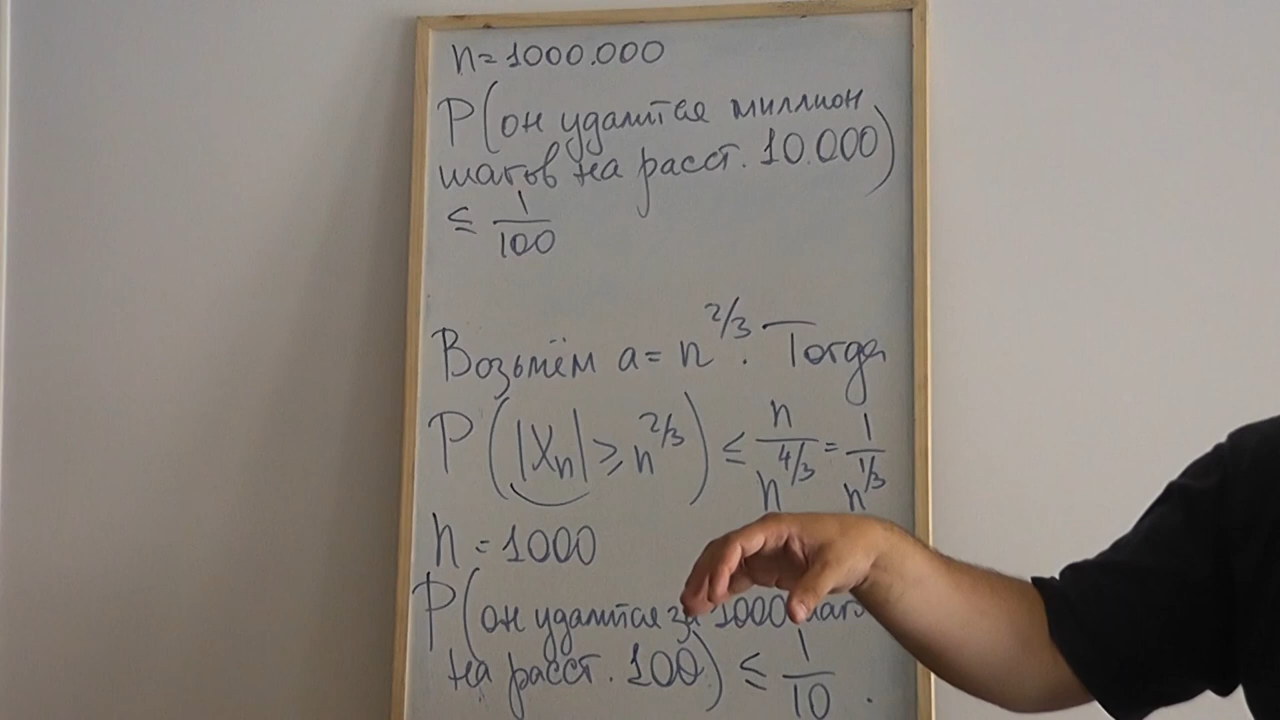 n=1000.000
P(он удалится миллион
шагов на расст. 10.000)
≤ 1/100
Возьмём a = n^{2/3}. Тогда
P(|X_n| ≥ n^{2/3}) ≤ n/n^{4/3} = 1/n^{1/3}
n = 1000
P(он удалится за 1000
на расст. 100) ≤ 1/10.